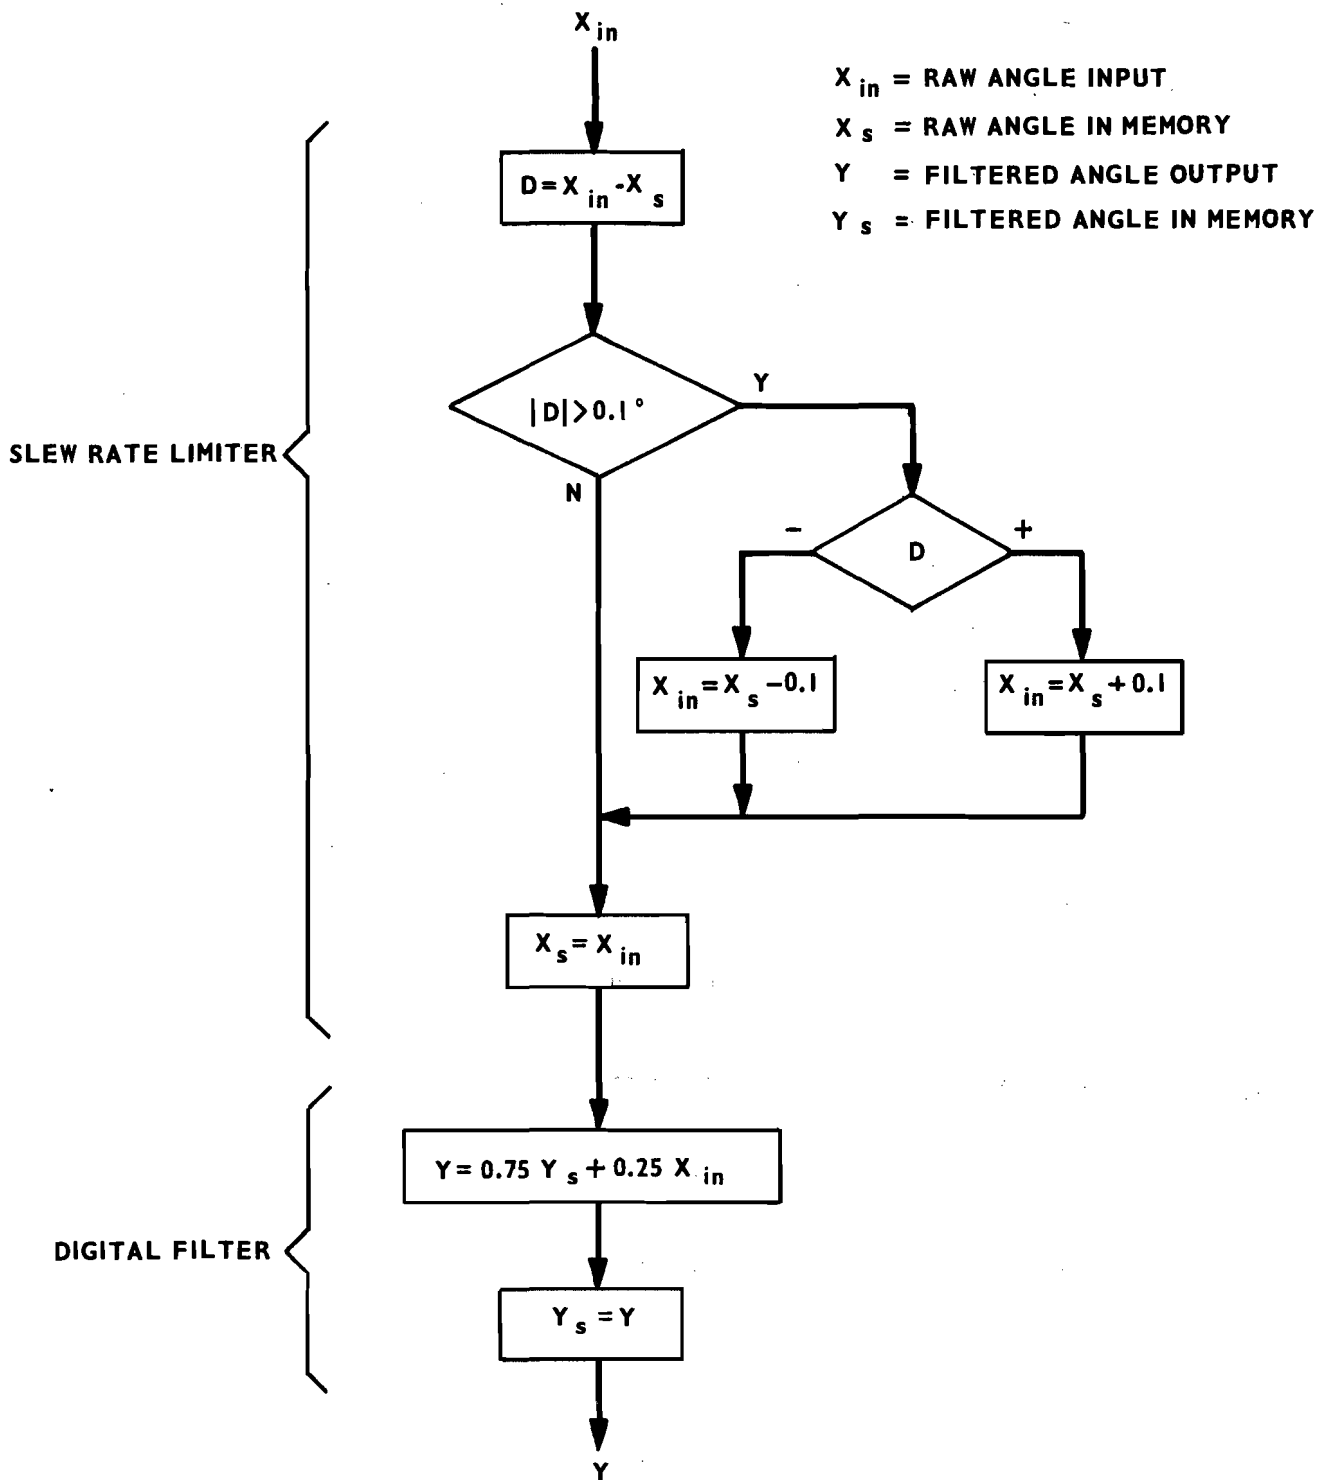 X in
X in = RAW ANGLE INPUT
X s = RAW ANGLE IN MEMORY
Y = FILTERED ANGLE OUTPUT
Y s = FILTERED ANGLE IN MEMORY
D=X in -X s
|D|>0.1°
Y
N
SLEW RATE LIMITER
D
-
+
X in=X s -0.1
X in=X s +0.1
X s= X in
Y= 0.75 Y s + 0.25 X in
DIGITAL FILTER
Y s =Y
Y